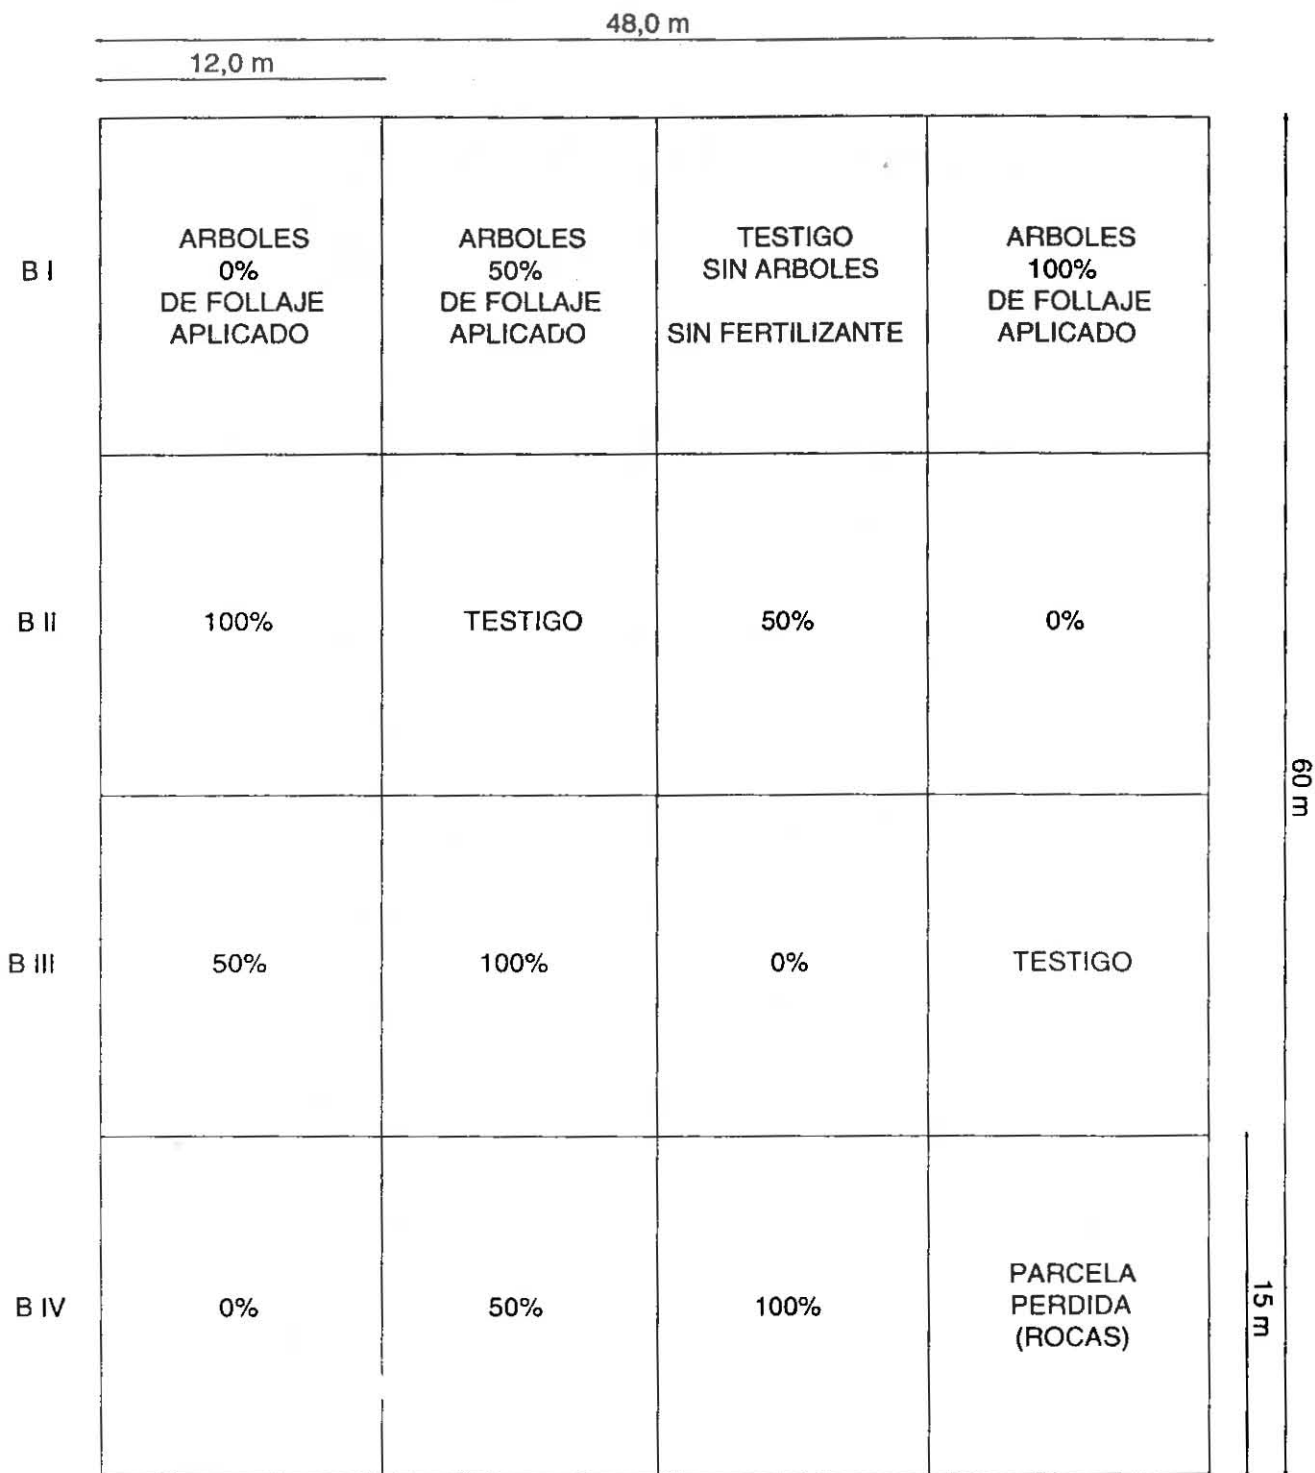 48,0 m
12,0 m
B I
ARBOLES
0%
DE FOLLAJE
APLICADO
ARBOLES
50%
DE FOLLAJE
APLICADO
TESTIGO
SIN ARBOLES
SIN FERTILIZANTE
ARBOLES
100%
DE FOLLAJE
APLICADO
B II
100%
TESTIGO
50%
0%
60 m
B III
50%
100%
0%
TESTIGO
B IV
0%
50%
100%
PARCELA
PERDIDA
(ROCAS)
15 m